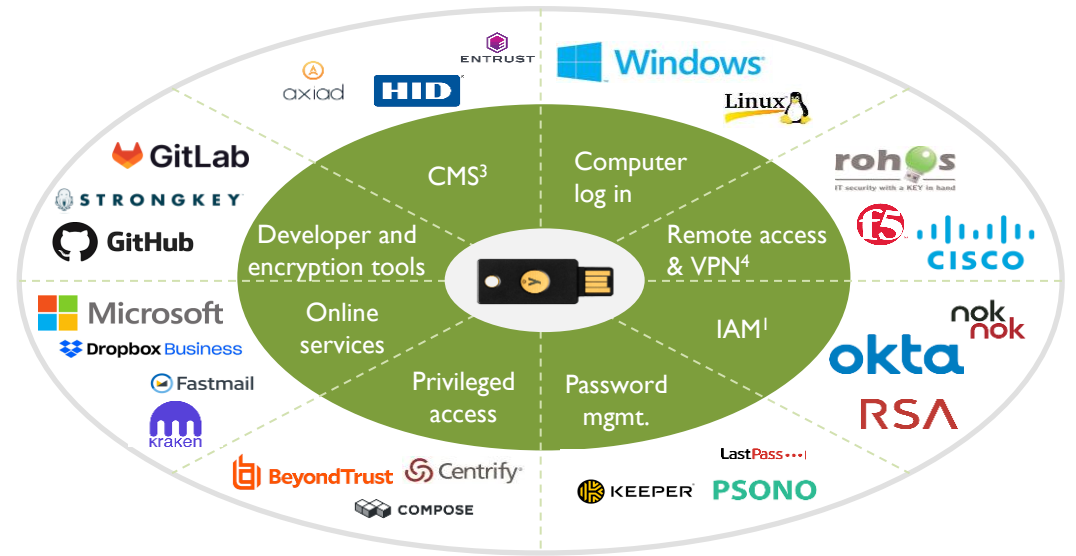 ENTRUST
axiad
HID
Windows
Linux
GitLab
STRONGKEY
GitHub
rohos
IT security with a KEY in hand
f5
CISCO
CMS³
Computer
log in
Developer and
encryption tools
Remote access
& VPN⁴
Online
services
IAM¹
Privileged
access
Password
mgmt.
Microsoft
Dropbox Business
Fastmail
kraken
nok
nok
okta
RSA
BeyondTrust
Centrify
COMPOSE
LastPass
KEEPER
PSONO